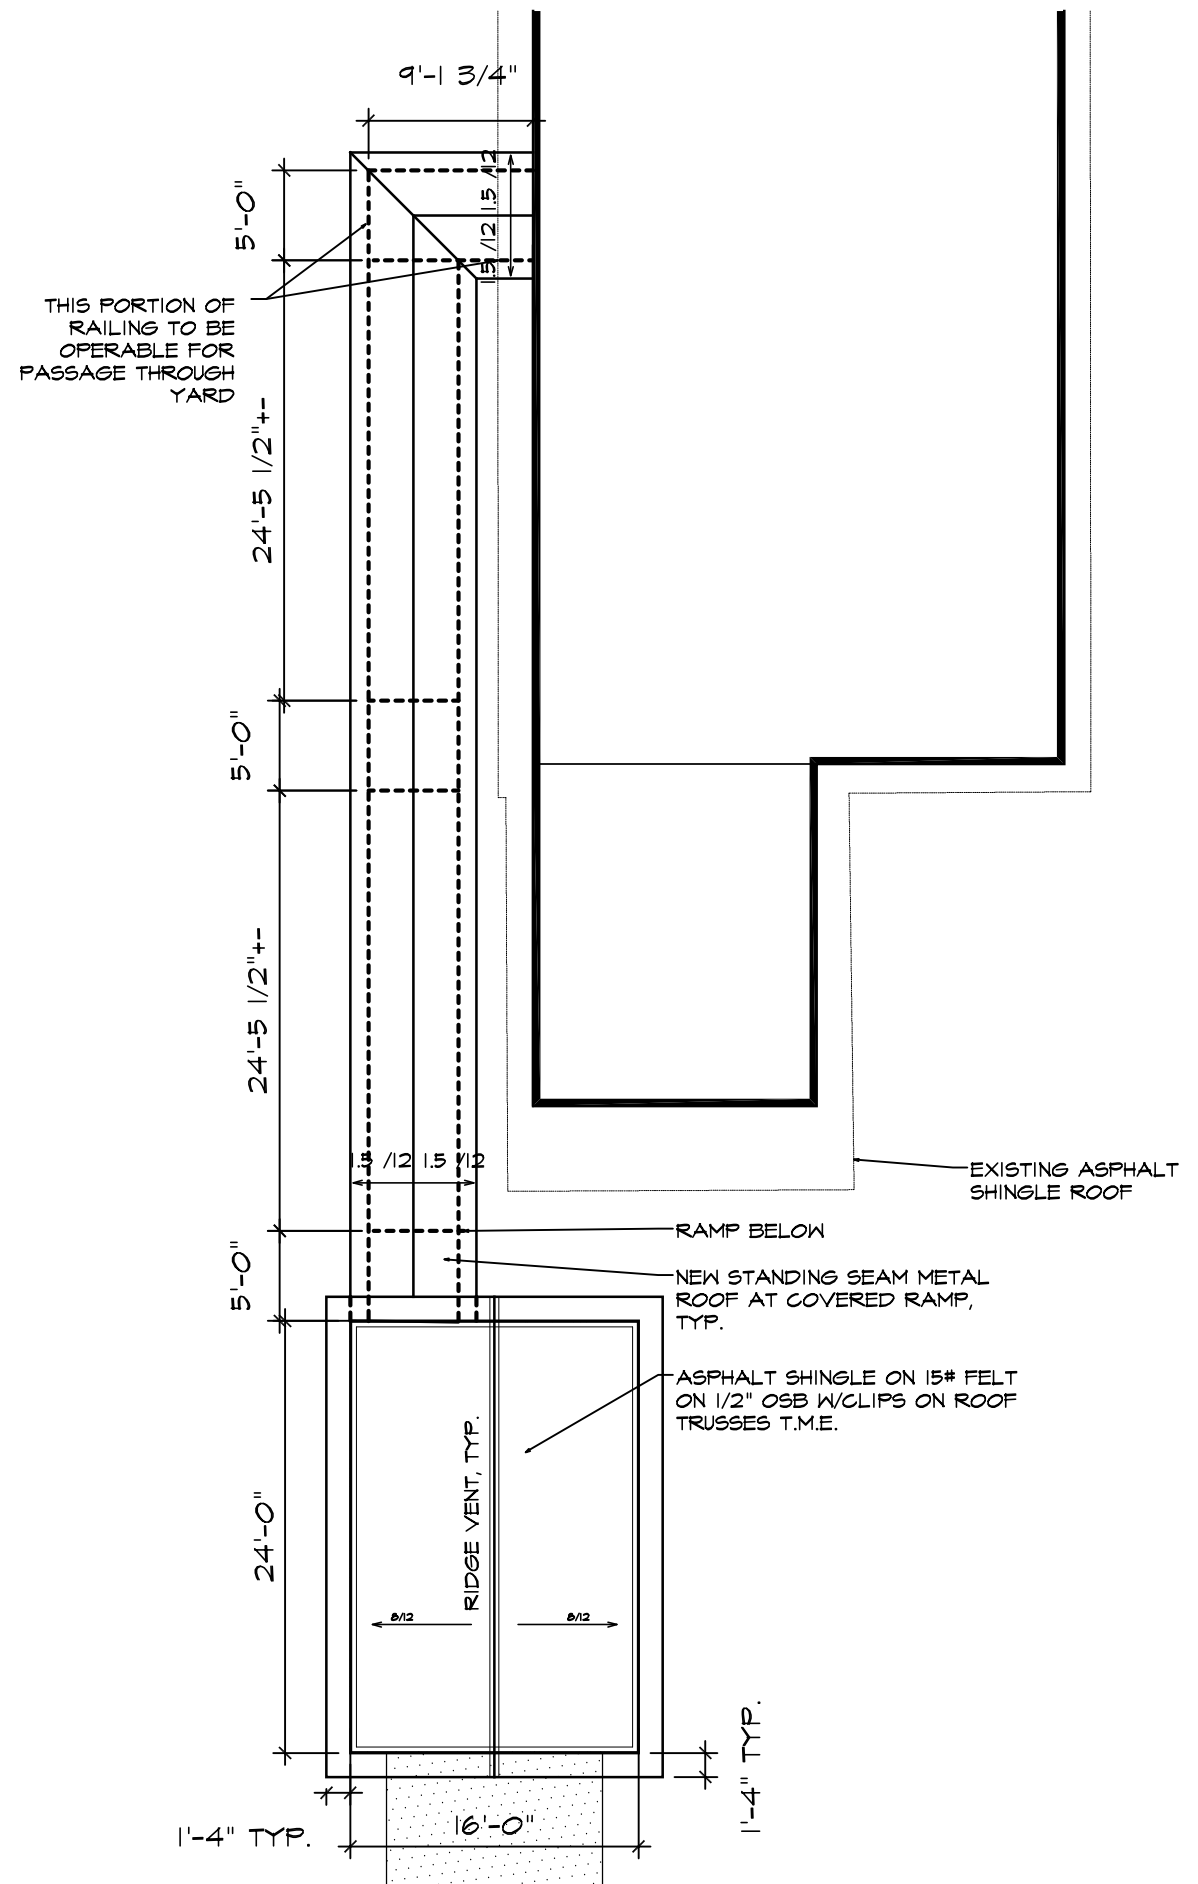 9'-1 3/4"
1.5 /12 1.5 /12
5'-0"
THIS PORTION OF
RAILING TO BE
OPERABLE FOR
PASSAGE THROUGH
YARD
24'-5 1/2"+-
5'-0"
24'-5 1/2"+-
1.5 /12 1.5 /12
EXISTING ASPHALT
SHINGLE ROOF
RAMP BELOW
5'-0"
NEW STANDING SEAM METAL
ROOF AT COVERED RAMP,
TYP.
ASPHALT SHINGLE ON 15# FELT
ON 1/2" OSB W/CLIPS ON ROOF
TRUSSES T.M.E.
RIDGE VENT, TYP.
24'-0"
8/12
8/12
1'-4" TYP.
1'-4" TYP.
16'-0"